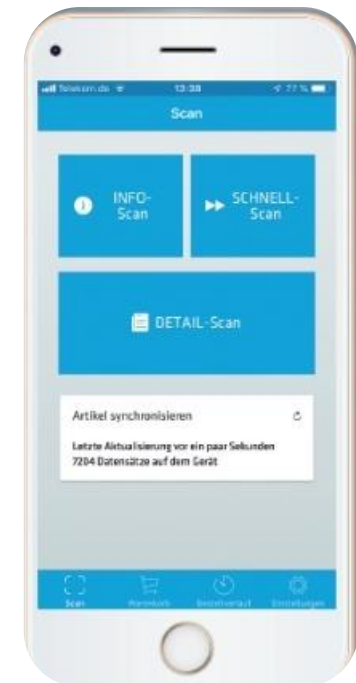 Telekom.de 13:38 77 %
Scan
INFO-
Scan
SCHNELL-
Scan
DETAIL-Scan
Artikel synchronisieren
Letzte Aktualisierung vor ein paar Sekunden
7204 Datensätze auf dem Gerät
Scan Warenkorb Bestellverlauf Einstellungen